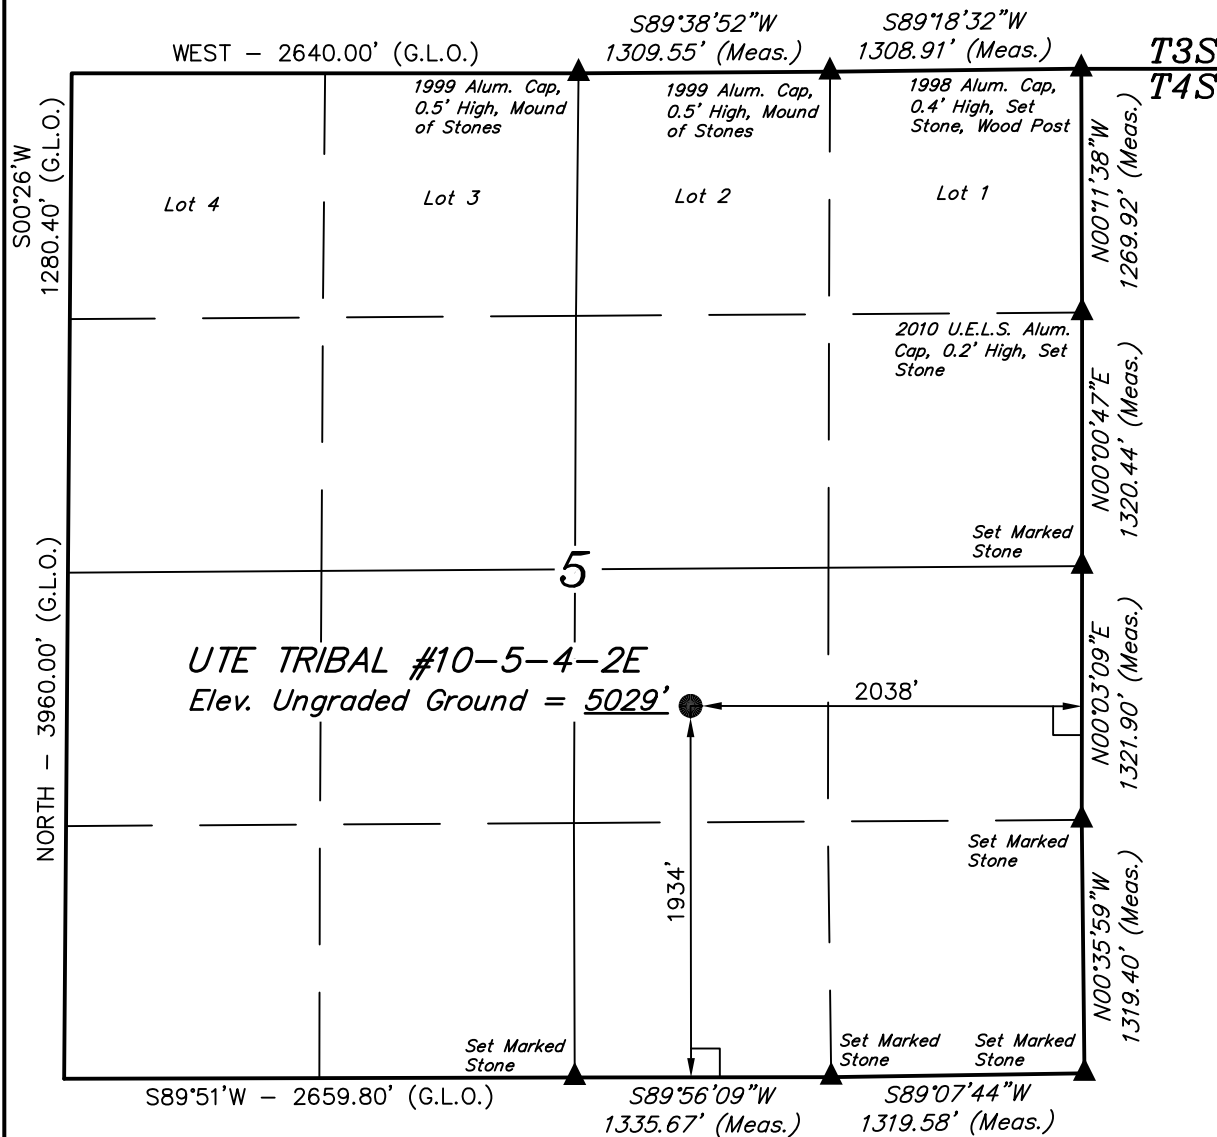 S89°38'52"W
1309.55' (Meas.)
S89°18'32"W
1308.91' (Meas.)
WEST - 2640.00' (G.L.O.)
T3S
T4S
1999 Alum. Cap,
0.5' High, Mound
of Stones
1999 Alum. Cap,
0.5' High, Mound
of Stones
1998 Alum. Cap,
0.4' High, Set
Stone, Wood Post
S00°26'W
1280.40' (G.L.O.)
N00°11'38"W
1269.92' (Meas.)
Lot 4
Lot 3
Lot 2
Lot 1
2010 U.E.L.S. Alum.
Cap, 0.2' High, Set
Stone
N00°00'47"E
1320.44' (Meas.)
Set Marked
Stone
5
NORTH - 3960.00' (G.L.O.)
UTE TRIBAL #10-5-4-2E
Elev. Ungraded Ground = 5029'
2038'
N00°03'09"E
1321.90' (Meas.)
1934'
Set Marked
Stone
N00°35'59"W
1319.40' (Meas.)
Set Marked
Stone
Set Marked
Stone
Set Marked
Stone
S89°51'W - 2659.80' (G.L.O.)
S89°56'09"W
1335.67' (Meas.)
S89°07'44"W
1319.58' (Meas.)